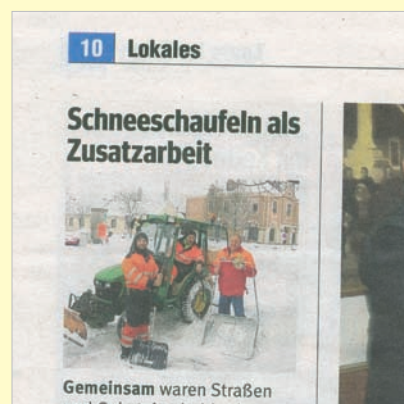 10 Lokales
Schneeschaufeln als
Zusatzarbeit
Gemeinsam waren Straßen